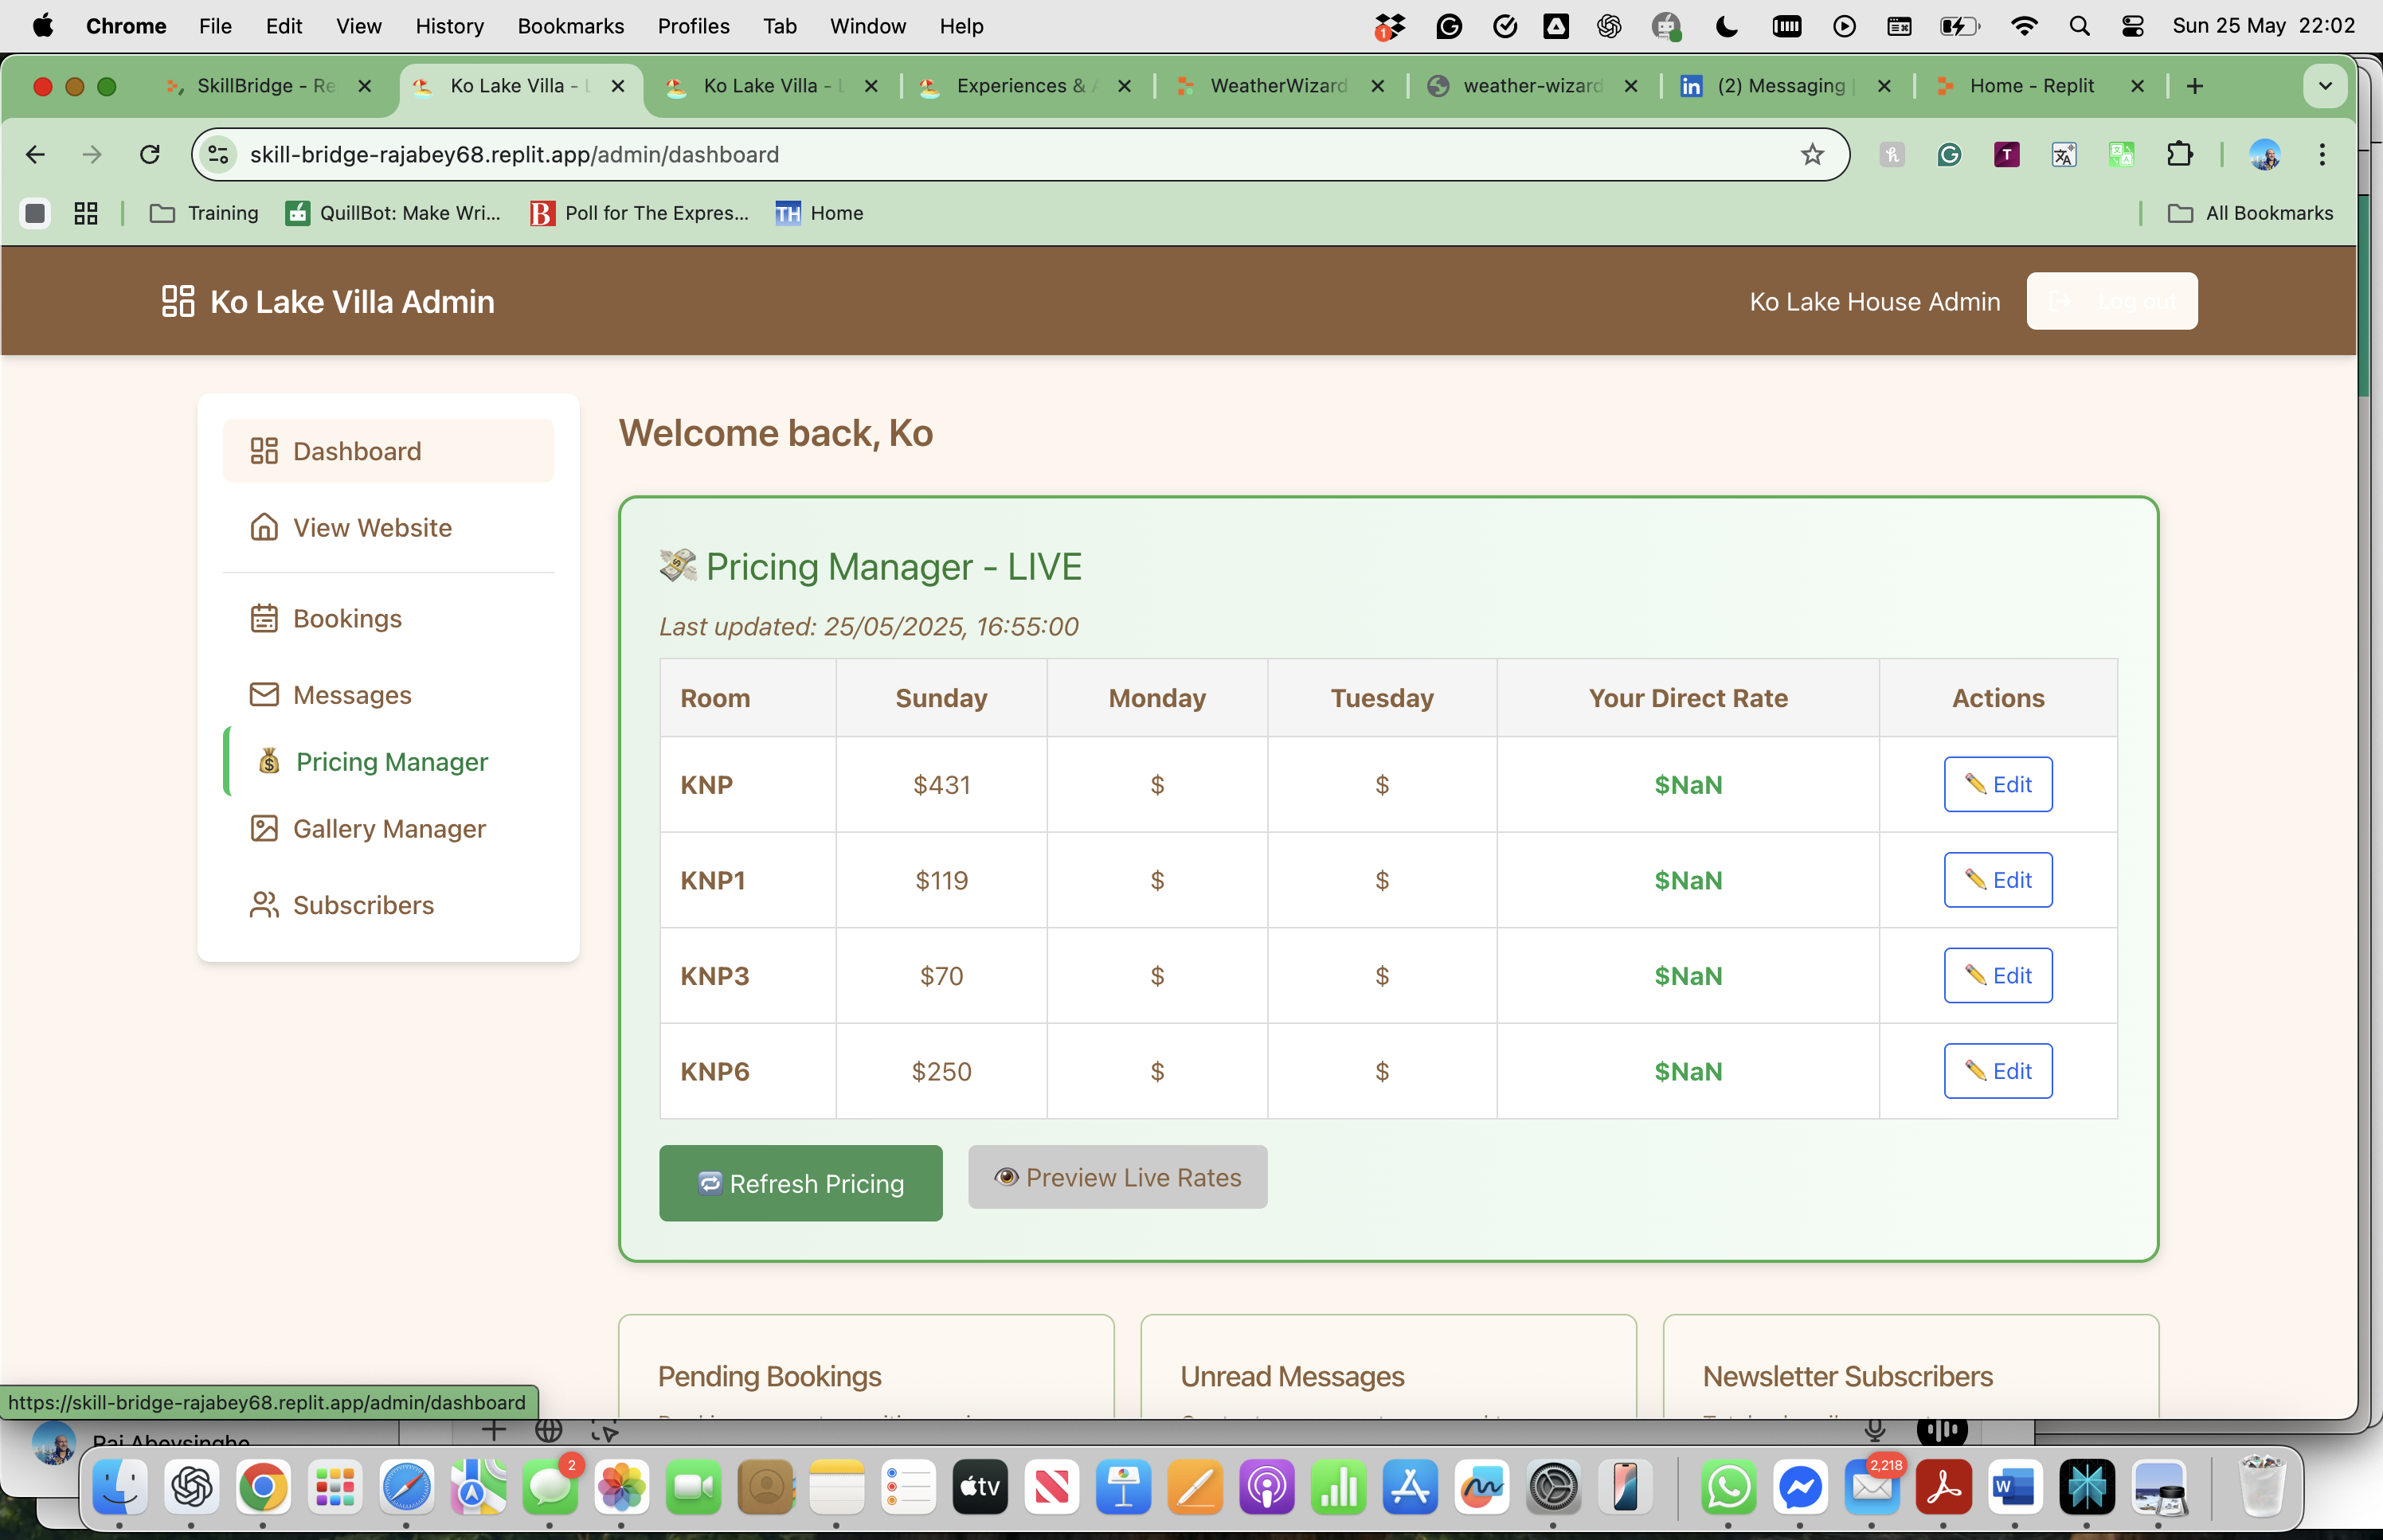 Chrome File Edit View History Bookmarks Profiles Tab Window Help Sun 25 May 22:02
1
SkillBridge - Re Ko Lake Villa - L Ko Lake Villa - L Experiences & WeatherWizard weather-wizard (2) Messaging Home - Replit
skill-bridge-rajabey68.replit.app/admin/dashboard
Training QuillBot: Make Wri... Poll for The Expres... TH Home All Bookmarks
Ko Lake Villa Admin Ko Lake House Admin Log out
Dashboard
View Website
Bookings
Messages
Pricing Manager
Gallery Manager
Subscribers
Welcome back, Ko
Pricing Manager - LIVE
Last updated: 25/05/2025, 16:55:00
Room Sunday Monday Tuesday Your Direct Rate Actions
KNP $431 $ $ $NaN Edit
KNP1 $119 $ $ $NaN Edit
KNP3 $70 $ $ $NaN Edit
KNP6 $250 $ $ $NaN Edit
Refresh Pricing Preview Live Rates
Pending Bookings Unread Messages Newsletter Subscribers
https://skill-bridge-rajabey68.replit.app/admin/dashboard
Raj Abeysinghe
2 tv 2,218